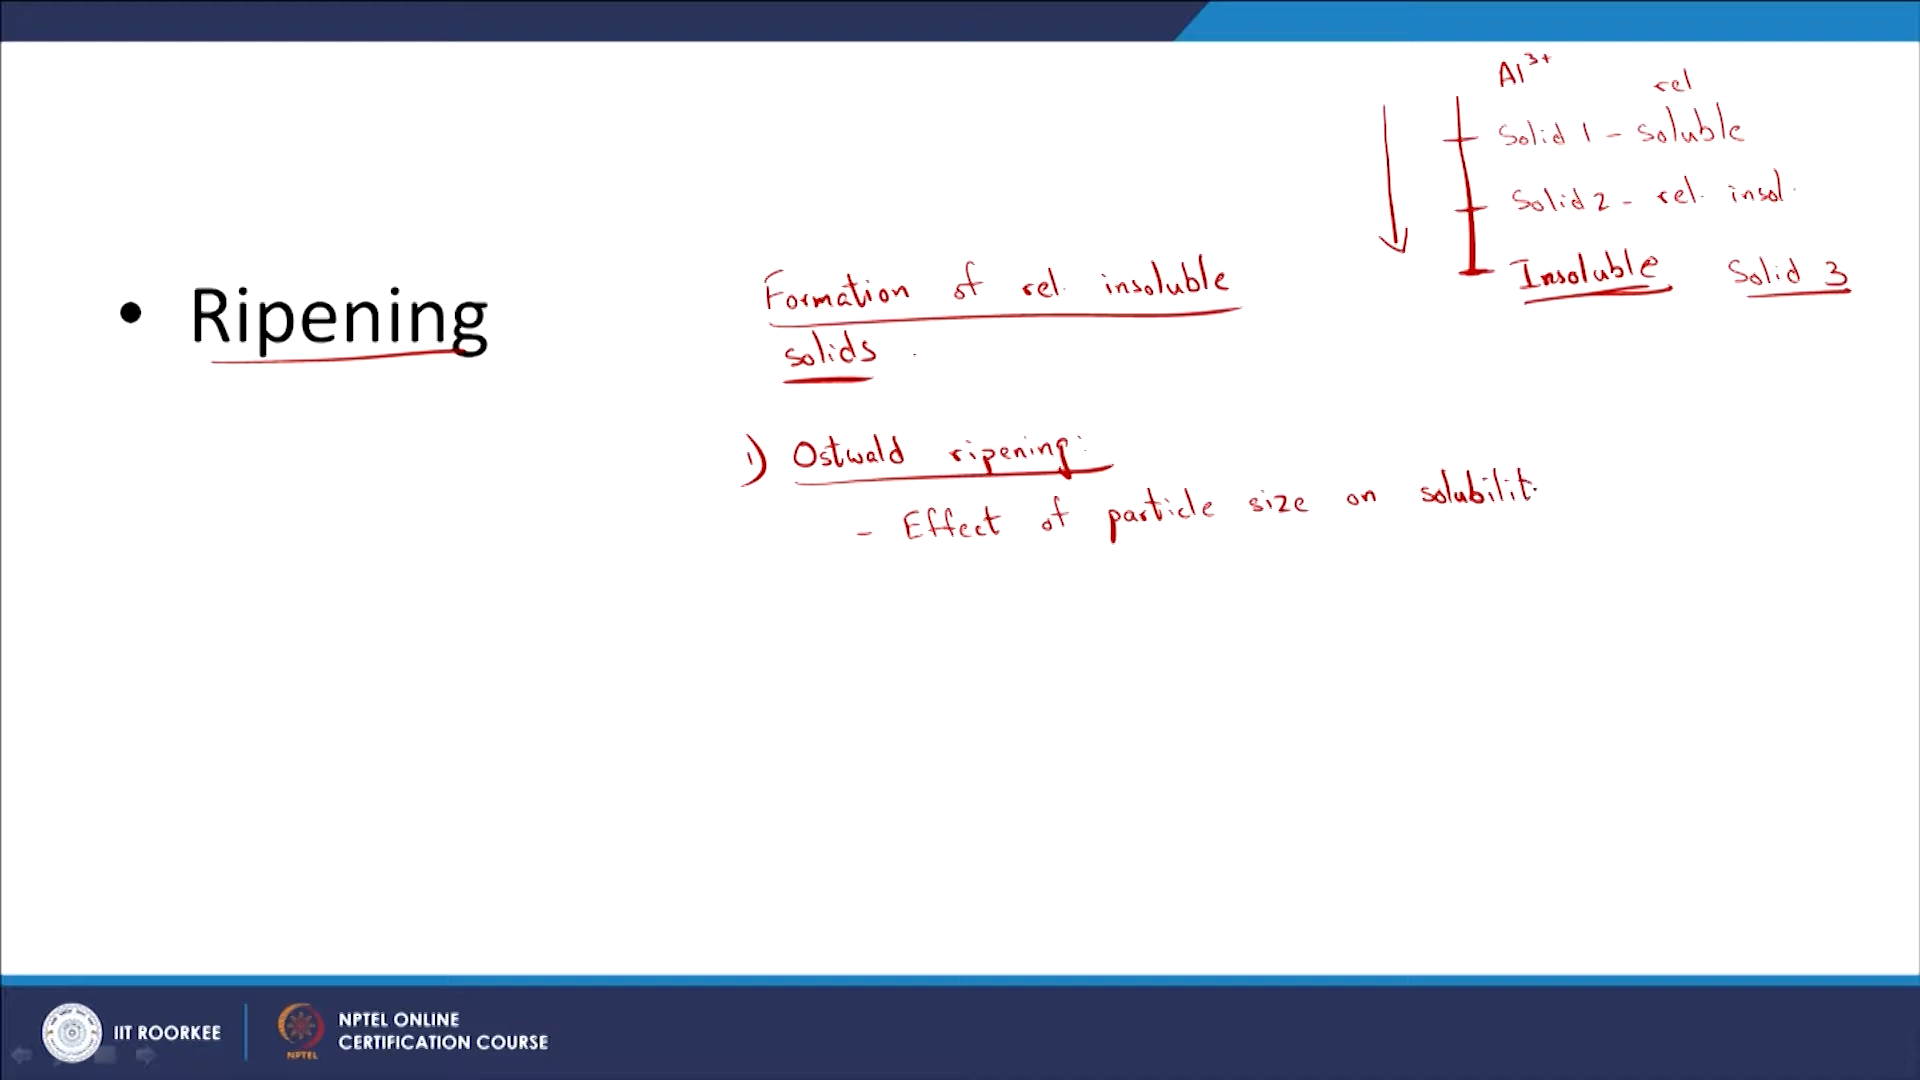 Al³⁺
rel
Solid 1 - soluble
Solid 2 - rel. insol.
Insoluble Solid 3
• Ripening
Formation of rel. insoluble
solids
1) Ostwald ripening:
- Effect of particle size on solubilit
IIT ROORKEE
NPTEL
NPTEL ONLINE
CERTIFICATION COURSE